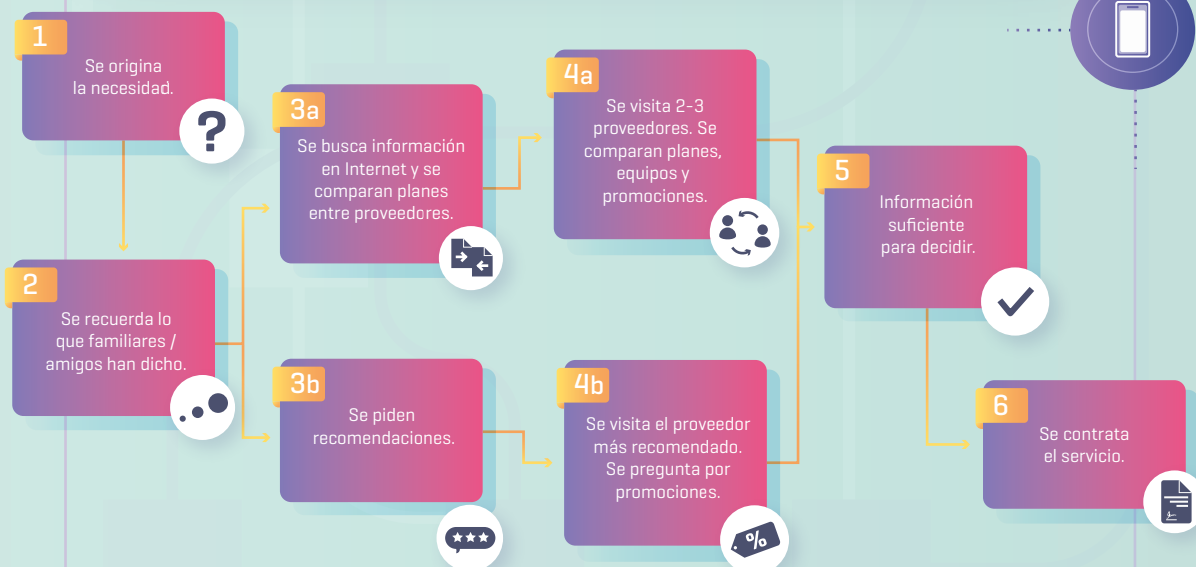 1
Se origina
la necesidad.
2
Se recuerda lo
que familiares /
amigos han dicho.
3a
Se busca información
en Internet y se
comparan planes
entre proveedores.
3b
Se piden
recomendaciones.
4a
Se visita 2-3
proveedores. Se
comparan planes,
equipos y
promociones.
4b
Se visita el proveedor
más recomendado.
Se pregunta por
promociones.
%
5
Información
suficiente
para decidir.
6
Se contrata
el servicio.